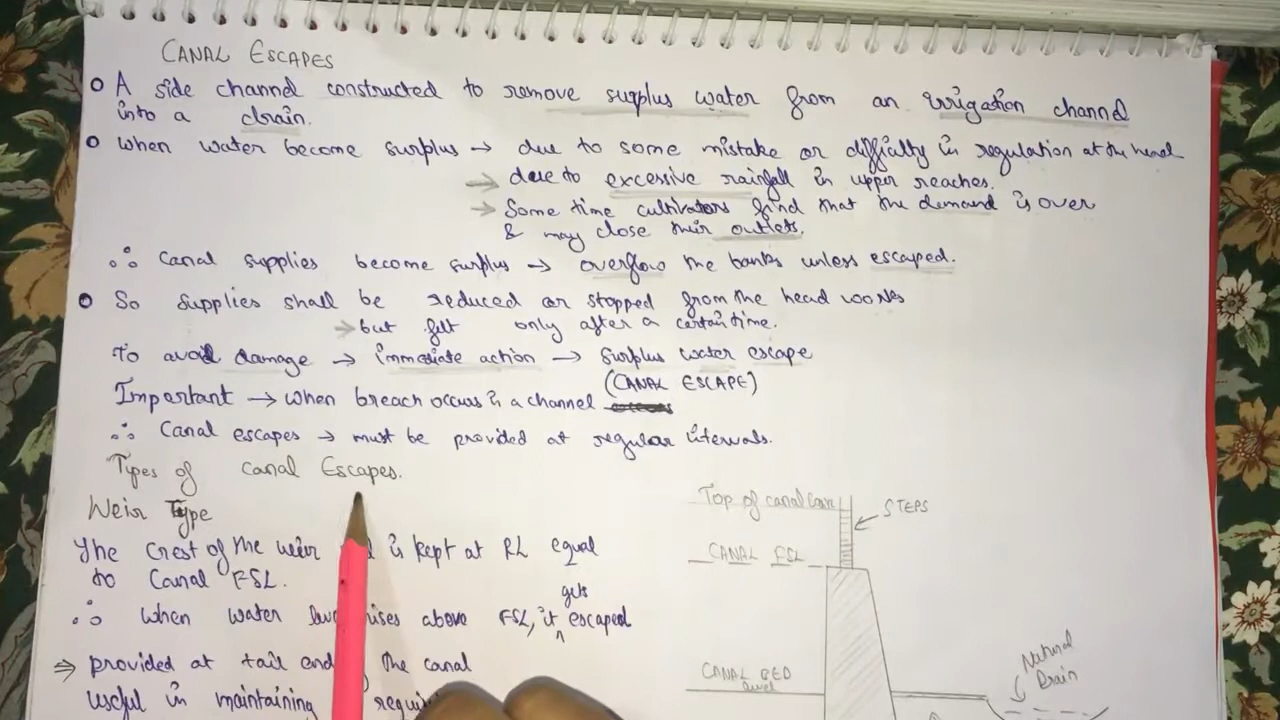 CANAL ESCAPES
A side channel constructed to remove surplus water from an irrigation channel
into a drain.
When water become surplus → due to some mistake or difficulty in regulation at the head
→ due to excessive rainfall in upper reaches.
→ Some time cultivators find that the demand is over
& may close their outlets.
∴ Canal supplies become surplus → overflow the banks unless escaped.
So supplies shall be reduced or stopped from the head works
→ but felt only after a certain time.
To avoid damage → immediate action → surplus water escape
(CANAL ESCAPE)
Important → when breach occurs in a channel
∴ Canal escapes → must be provided at regular intervals.
Types of Canal Escapes.
Weir Type
The crest of the weir is kept at RL equal
to Canal FSL.
∴ When water rises above FSL, it gets escaped
⇒ provided at tail end the canal
useful in maintaining
Top of canal
STEPS
CANAL FSL
CANAL BED
level
Natural
Drain